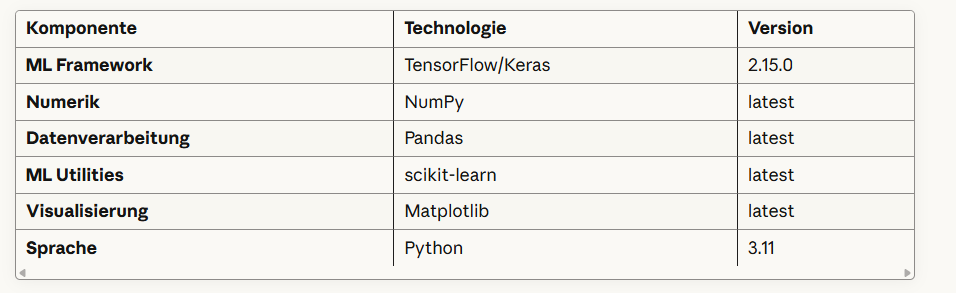 Komponente Technologie Version
ML Framework TensorFlow/Keras 2.15.0
Numerik NumPy latest
Datenverarbeitung Pandas latest
ML Utilities scikit-learn latest
Visualisierung Matplotlib latest
Sprache Python 3.11